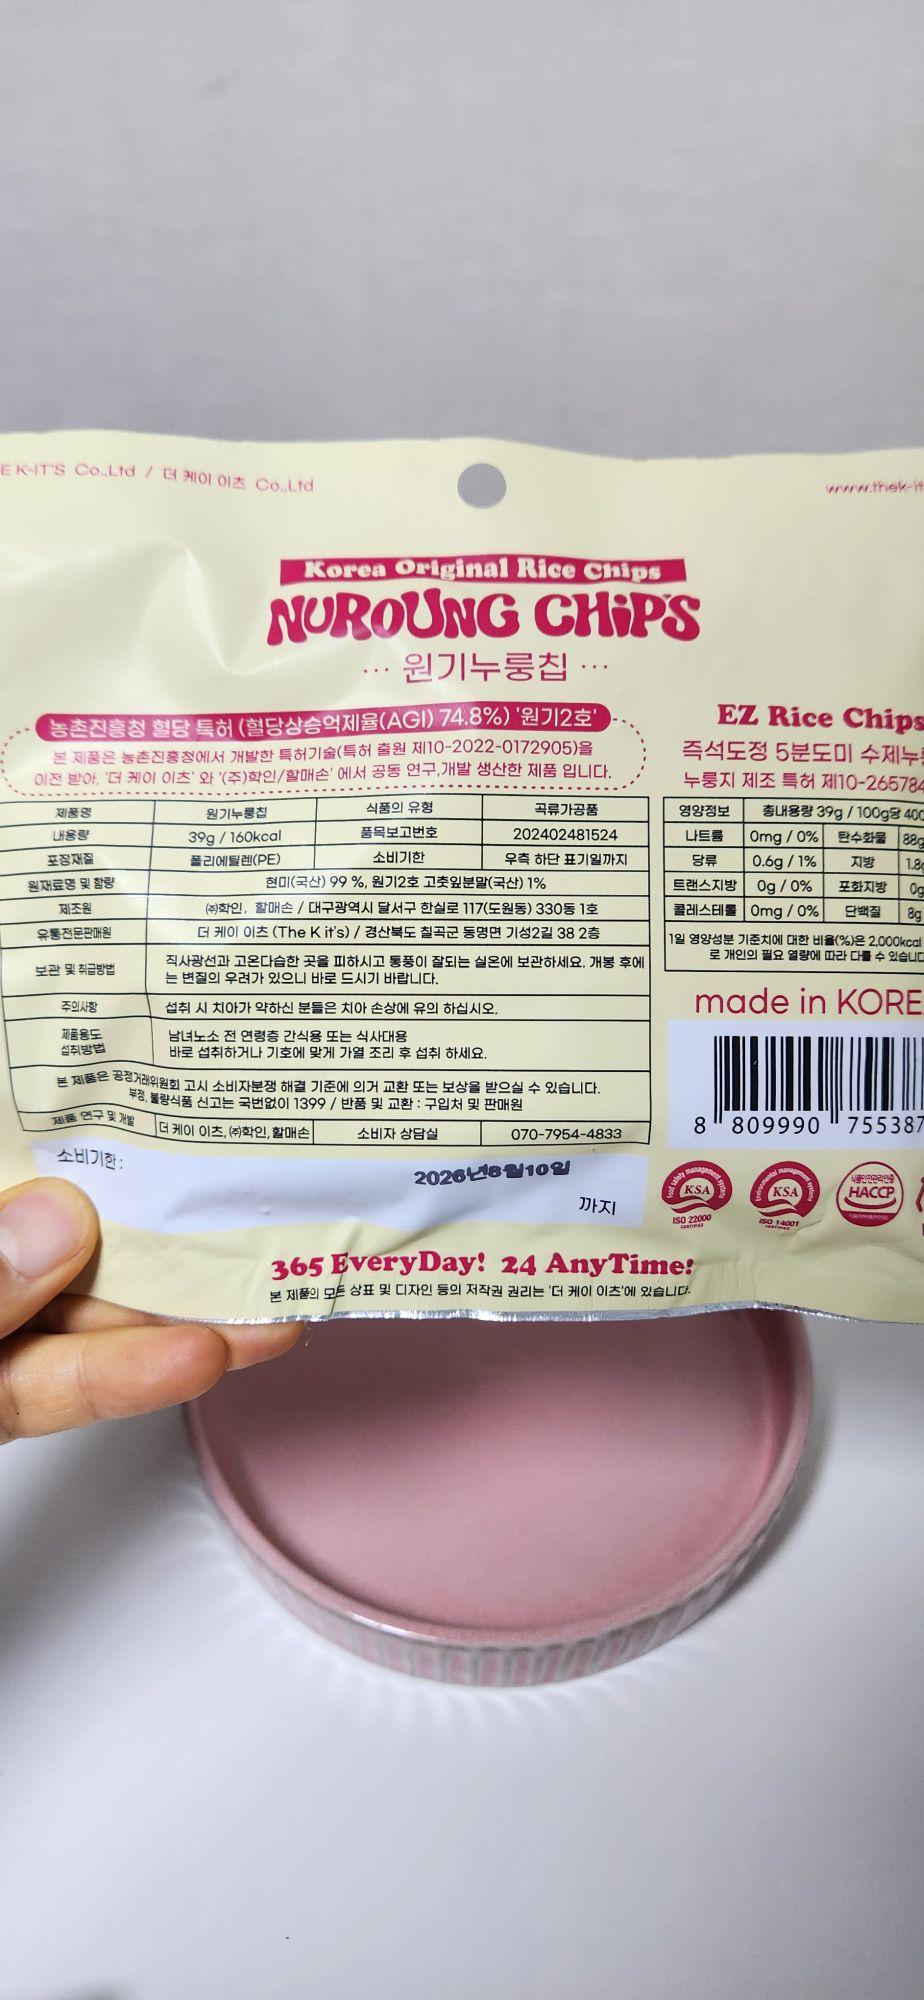 E K-IT'S Co.,Ltd / 더 케이 이츠 Co.,Ltd
Korea Original Rice Chips
NUROUNG CHiPS
··· 원기누룽칩 ···
농촌진흥청 혈당 특허 (혈당상승억제율(AGI) 74.8%) '원기2호'
본 제품은 농촌진흥청에서 개발한 특허기술(특허 출원 제10-2022-0172905)을
이전 받아, '더 케이 이츠' 와 '(주)학인/할매손' 에서 공동 연구,개발 생산한 제품 입니다.
제품명 원기누룽칩 식품의 유형 곡류가공품
내용량 39g / 160kcal 품목보고번호 202402481524
포장재질 폴리에틸렌(PE) 소비기한 우측 하단 표기일까지
원재료명 및 함량 현미(국산) 99 %, 원기2호 고춧잎분말(국산) 1%
제조원 ㈜학인, 할매손 / 대구광역시 달서구 한실로 117(도원동) 330동 1호
유통전문판매원 더 케이 이츠 (The K it's) / 경산북도 칠곡군 동명면 기성2길 38 2층
보관 및 취급방법 직사광선과 고온다습한 곳을 피하시고 통풍이 잘되는 실온에 보관하세요. 개봉 후에
는 변질의 우려가 있으니 바로 드시기 바랍니다.
주의사항 섭취 시 치아가 약하신 분들은 치아 손상에 유의 하십시오.
제품용도 남녀노소 전 연령층 간식용 또는 식사대용
섭취방법 바로 섭취하거나 기호에 맞게 가열 조리 후 섭취 하세요.
본 제품은 공정거래위원회 고시 소비자분쟁 해결 기준에 의거 교환 또는 보상을 받으실 수 있습니다.
부정, 불량식품 신고는 국번없이 1399 / 반품 및 교환 : 구입처 및 판매원
제품 연구 및 개발 더 케이 이츠, ㈜학인, 할매손 소비자 상담실 070-7954-4833
소비기한 :
2026년8월10일
까지
EZ Rice Chips
즉석도정 5분도미 수제누
누룽지 제조 특허 제10-265784
영양정보 총내용량 39g / 100g당 400
나트륨 0mg / 0% 탄수화물 88g
당류 0.6g / 1% 지방 1.8
트랜스지방 0g / 0% 포화지방 0g
콜레스테롤 0mg / 0% 단백질 8g
1일 영양성분 기준치에 대한 비율(%)은 2,000kcal
로 개인의 필요 열량에 따라 다를 수 있습니다
made in KORE
8 809990 755387
KSA
ISO 22000
CERTIFIED
KSA
ISO 14001
CERTIFIED
식품안전관리인증
HACCP
365 EveryDay! 24 AnyTime!
본 제품의 모든 상표 및 디자인 등의 저작권 권리는 '더 케이 이츠'에 있습니다.